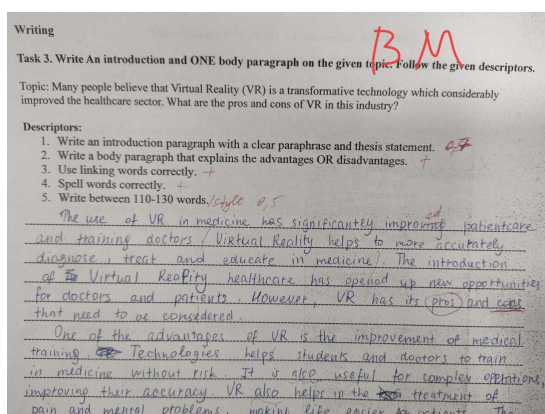 Writing
B M
Task 3. Write An introduction and ONE body paragraph on the given topic. Follow the given descriptors.
Topic: Many people believe that Virtual Reality (VR) is a transformative technology which considerably
improved the healthcare sector. What are the pros and cons of VR in this industry?
Descriptors:
1. Write an introduction paragraph with a clear paraphrase and thesis statement. 0,7
2. Write a body paragraph that explains the advantages OR disadvantages. +
3. Use linking words correctly. +
4. Spell words correctly. +
5. Write between 110-130 words./style 0,5
The use of VR in medicine has significantey improving ed patientcare
and training doctors / Virtual Reality helps to more accurately
diagnose, treat and educate in medicine/. The introduction
of Virtual Reality healthcare has opened up new opportunities
for doctors and patients. However, VR has its pros and cons
that need to be considered.
One of the advantages of VR is the improvement of medical
training Technologies helps students and doctors to train
in medicine without risk. It is also useful for complex operations,
improving their accuracy. VR also helps in the treatment of
pain and mental problems, making life easier The